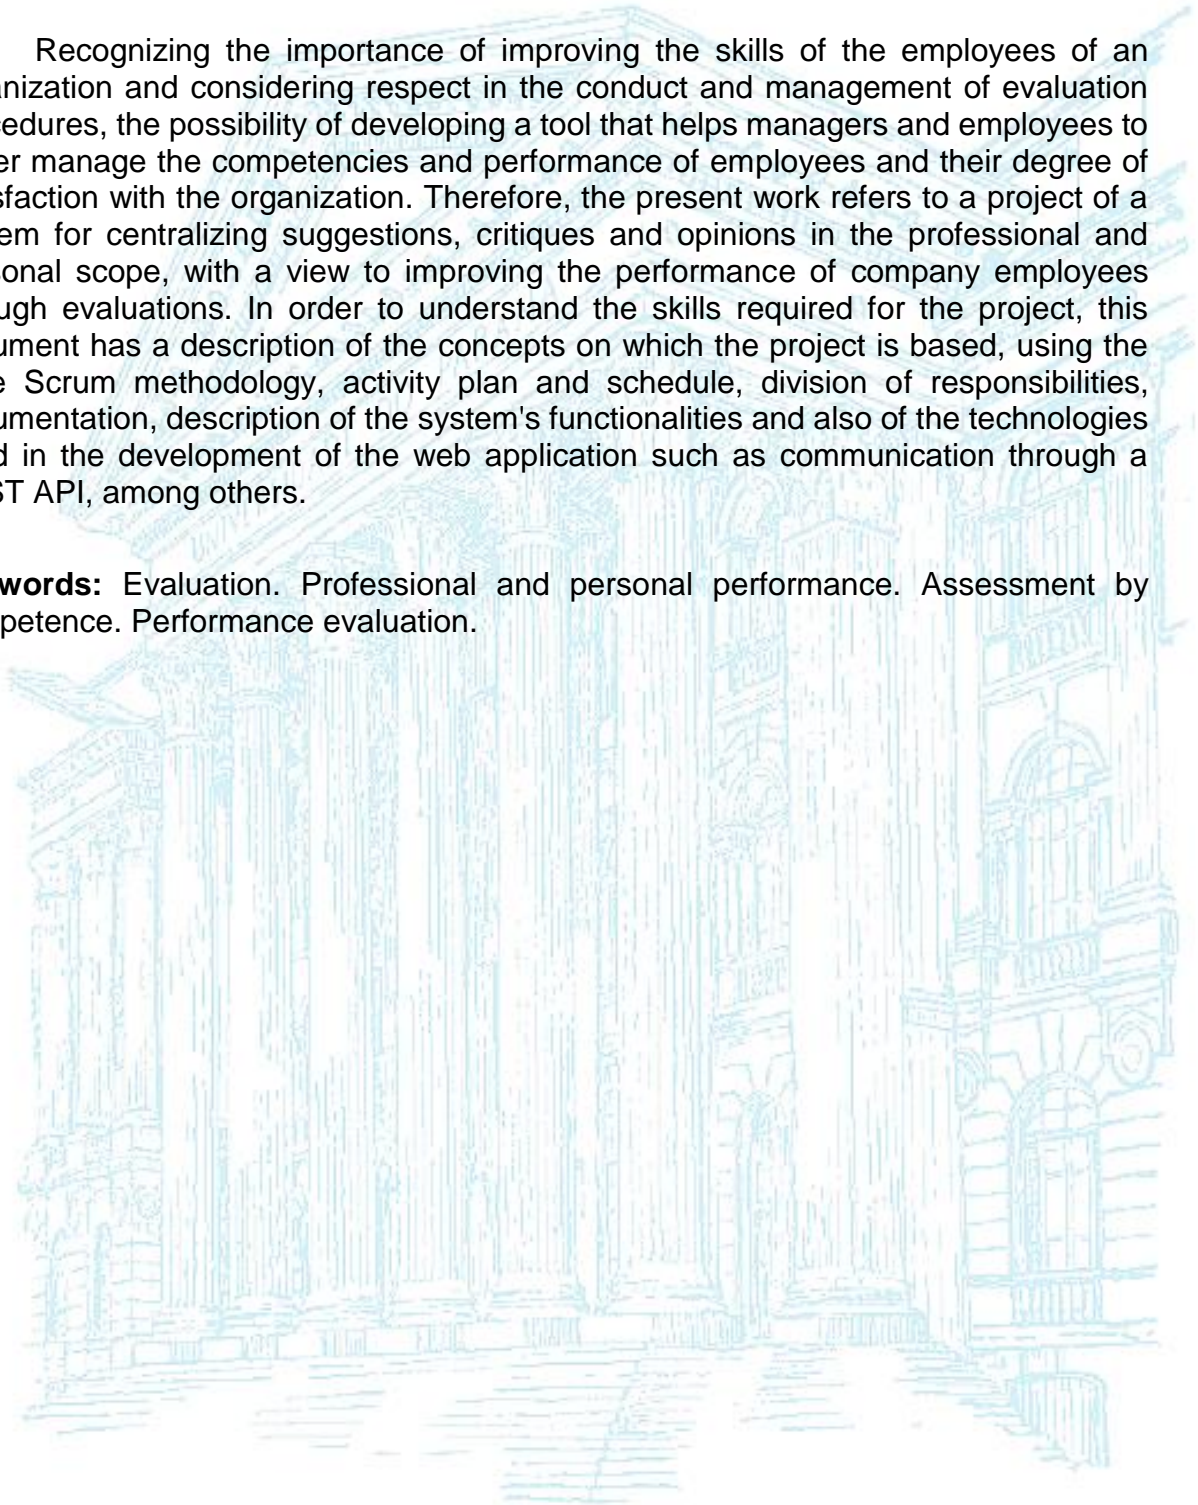 Recognizing the importance of improving the skills of the employees of an
anization and considering respect in the conduct and management of evaluation
cedures, the possibility of developing a tool that helps managers and employees to
er manage the competencies and performance of employees and their degree of
sfaction with the organization. Therefore, the present work refers to a project of a
em for centralizing suggestions, critiques and opinions in the professional and
sonal scope, with a view to improving the performance of company employees
ugh evaluations. In order to understand the skills required for the project, this
ument has a description of the concepts on which the project is based, using the
e Scrum methodology, activity plan and schedule, division of responsibilities,
umentation, description of the system's functionalities and also of the technologies
d in the development of the web application such as communication through a
ST API, among others.
words: Evaluation. Professional and personal performance. Assessment by
petence. Performance evaluation.